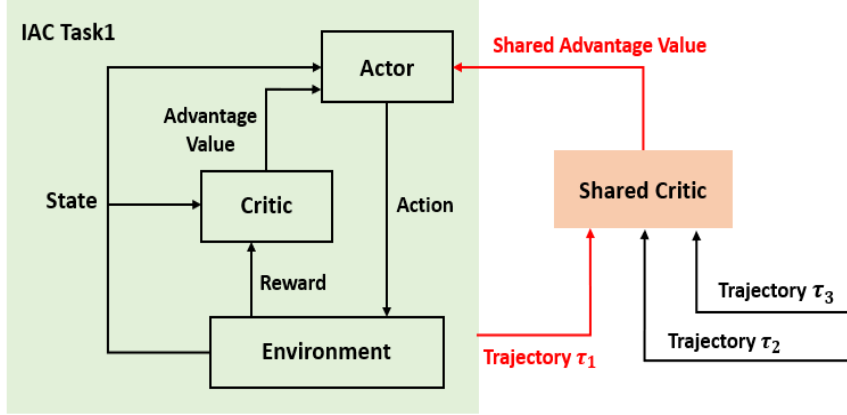 IAC Task1
Shared Advantage Value
Actor
Advantage
Value
Shared Critic
State
Critic
Action
Reward
Trajectory τ₃
Environment
Trajectory τ₁
Trajectory τ₂